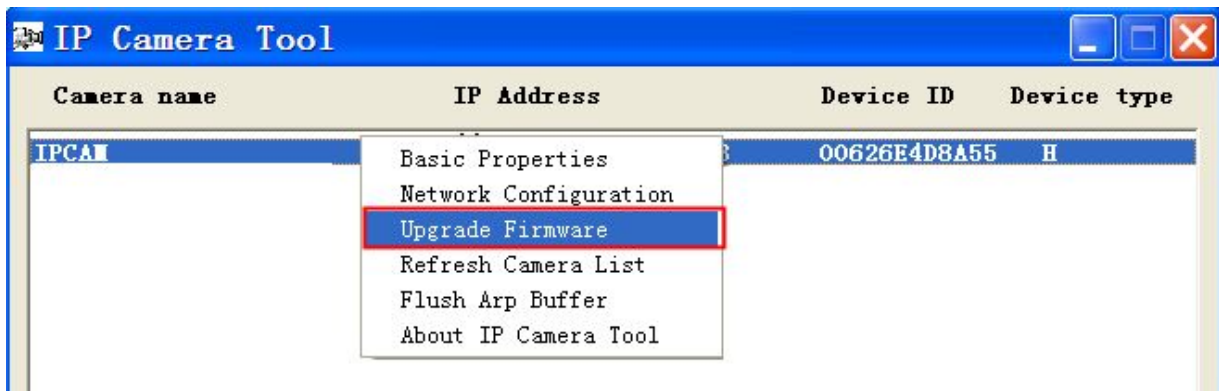 IP Camera Tool
Camera name IP Address Device ID Device type
IPCAM 00626E4D8A55 H
Basic Properties
Network Configuration
Upgrade Firmware
Refresh Camera List
Flush Arp Buffer
About IP Camera Tool